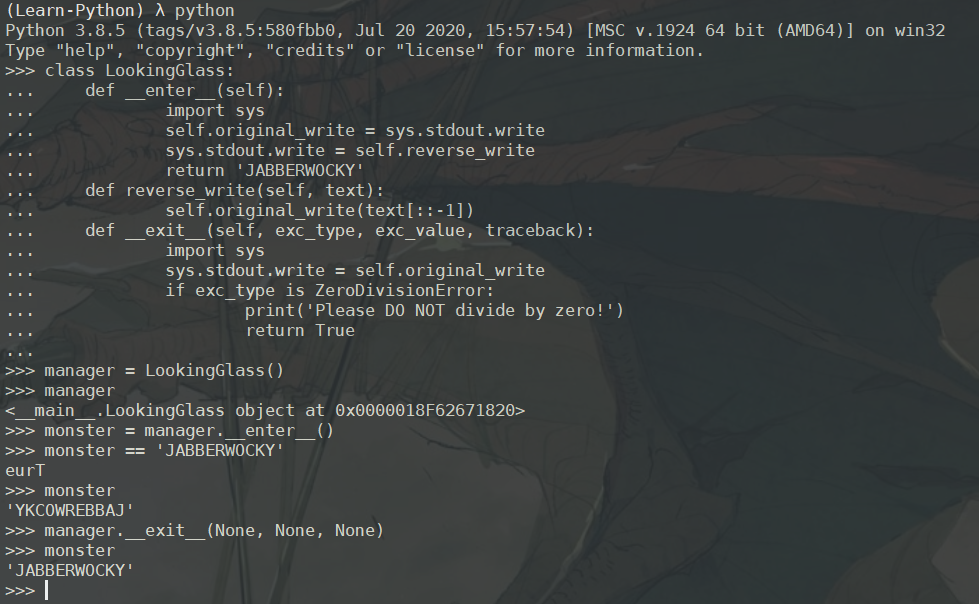 (Learn-Python) λ python
Python 3.8.5 (tags/v3.8.5:580fbb0, Jul 20 2020, 15:57:54) [MSC v.1924 64 bit (AMD64)] on win32
Type "help", "copyright", "credits" or "license" for more information.
>>> class LookingGlass:
...     def __enter__(self):
...             import sys
...             self.original_write = sys.stdout.write
...             sys.stdout.write = self.reverse_write
...             return 'JABBERWOCKY'
...     def reverse_write(self, text):
...             self.original_write(text[::-1])
...     def __exit__(self, exc_type, exc_value, traceback):
...             import sys
...             sys.stdout.write = self.original_write
...             if exc_type is ZeroDivisionError:
...                     print('Please DO NOT divide by zero!')
...                     return True
...
>>> manager = LookingGlass()
>>> manager
<__main__.LookingGlass object at 0x0000018F62671820>
>>> monster = manager.__enter__()
>>> monster == 'JABBERWOCKY'
eurT
>>> monster
'YKCOWREBBAJ'
>>> manager.__exit__(None, None, None)
>>> monster
'JABBERWOCKY'
>>>